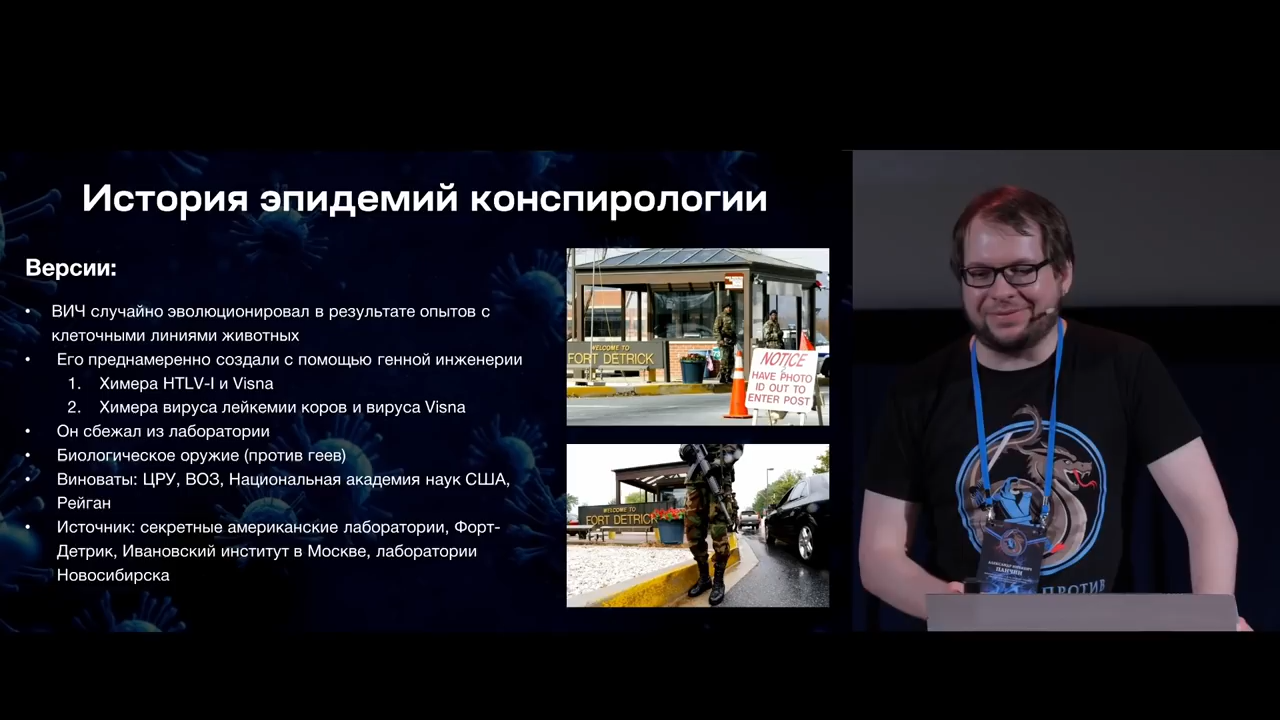 История эпидемий конспирологии
Версии:
• ВИЧ случайно эволюционировал в результате опытов с
клеточными линиями животных
• Его преднамеренно создали с помощью генной инженерии
1. Химера HTLV-I и Visna
2. Химера вируса лейкемии коров и вируса Visna
• Он сбежал из лаборатории
• Биологическое оружие (против геев)
• Виноваты: ЦРУ, ВОЗ, Национальная академия наук США,
Рейган
• Источник: секретные американские лаборатории, Форт-
Детрик, Ивановский институт в Москве, лаборатории
Новосибирска
WELCOME TO
FORT DETRICK
NOTICE
HAVE PHOTO
ID OUT TO
ENTER POST
WELCOME TO
FORT DETRICK
ПАНЧИН
ПРОТИВ